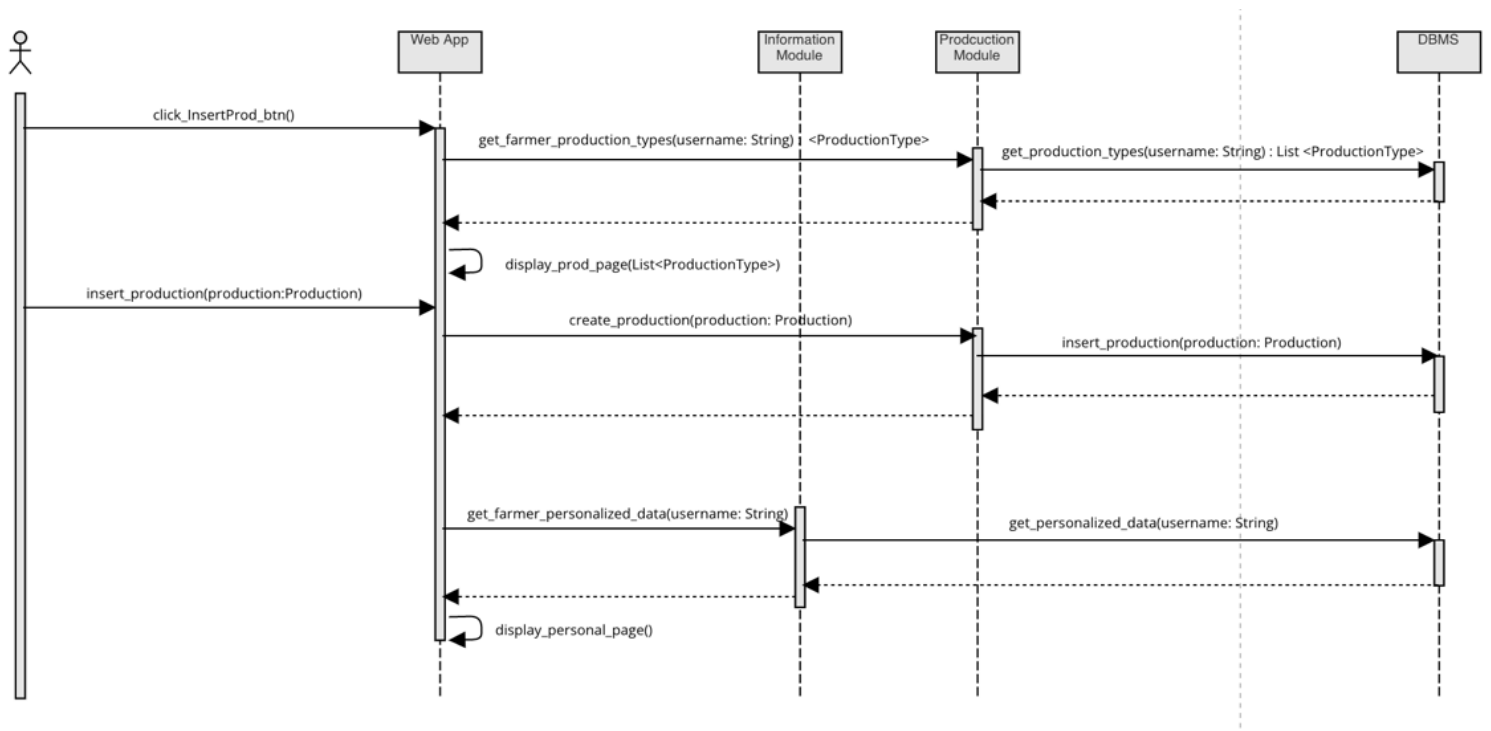 Web App
Information
Module
Prodcuction
Module
DBMS
click_InsertProd_btn()
get_farmer_production_types(username: String) : <ProductionType>
get_production_types(username: String) : List <ProductionType>
display_prod_page(List<ProductionType>)
insert_production(production:Production)
create_production(production: Production)
insert_production(production: Production)
get_farmer_personalized_data(username: String)
get_personalized_data(username: String)
display_personal_page()